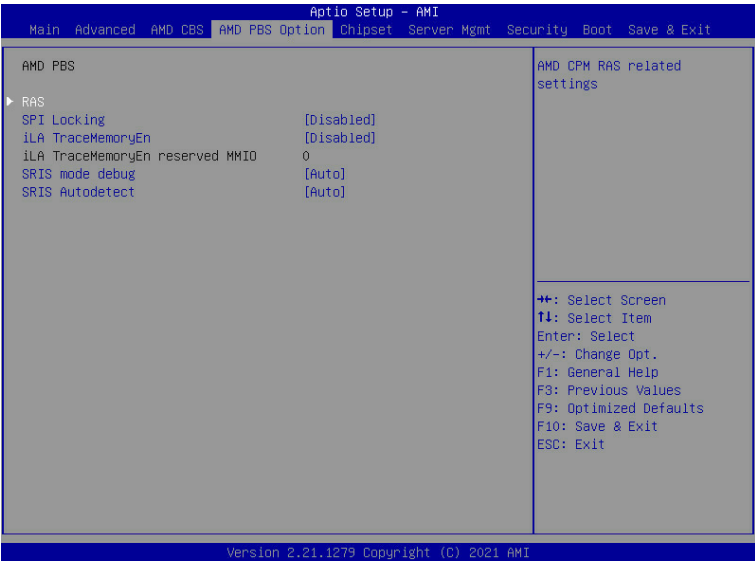 Aptio Setup - AMI
Main Advanced AMD CBS AMD PBS Option Chipset Server Mgmt Security Boot Save & Exit
AMD PBS
RAS
SPI Locking [Disabled]
iLA TraceMemoryEn [Disabled]
iLA TraceMemoryEn reserved MMIO 0
SRIS mode debug [Auto]
SRIS Autodetect [Auto]
AMD CPM RAS related
settings
→←: Select Screen
↑↓: Select Item
Enter: Select
+/-: Change Opt.
F1: General Help
F3: Previous Values
F9: Optimized Defaults
F10: Save & Exit
ESC: Exit
Version 2.21.1279 Copyright (C) 2021 AMI